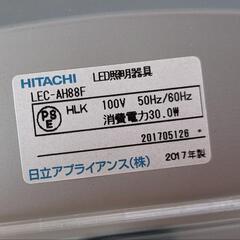 HITACHI LED照明器具
LEC-AH88F
PS
E
HLK 100V 50Hz/60Hz
消費電力30.0W
201705126 *
日立アプライアンス(株) 2017年製